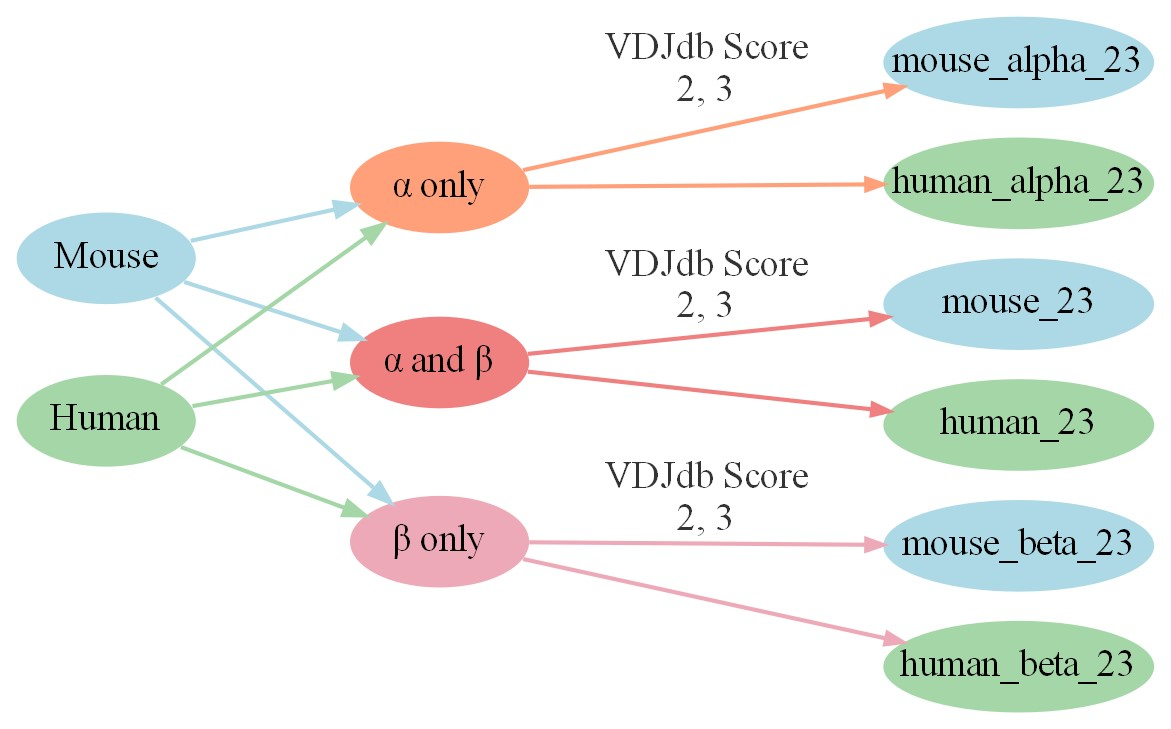 Mouse
Human
α only
α and β
β only
VDJdb Score
2, 3
VDJdb Score
2, 3
VDJdb Score
2, 3
mouse_alpha_23
human_alpha_23
mouse_23
human_23
mouse_beta_23
human_beta_23